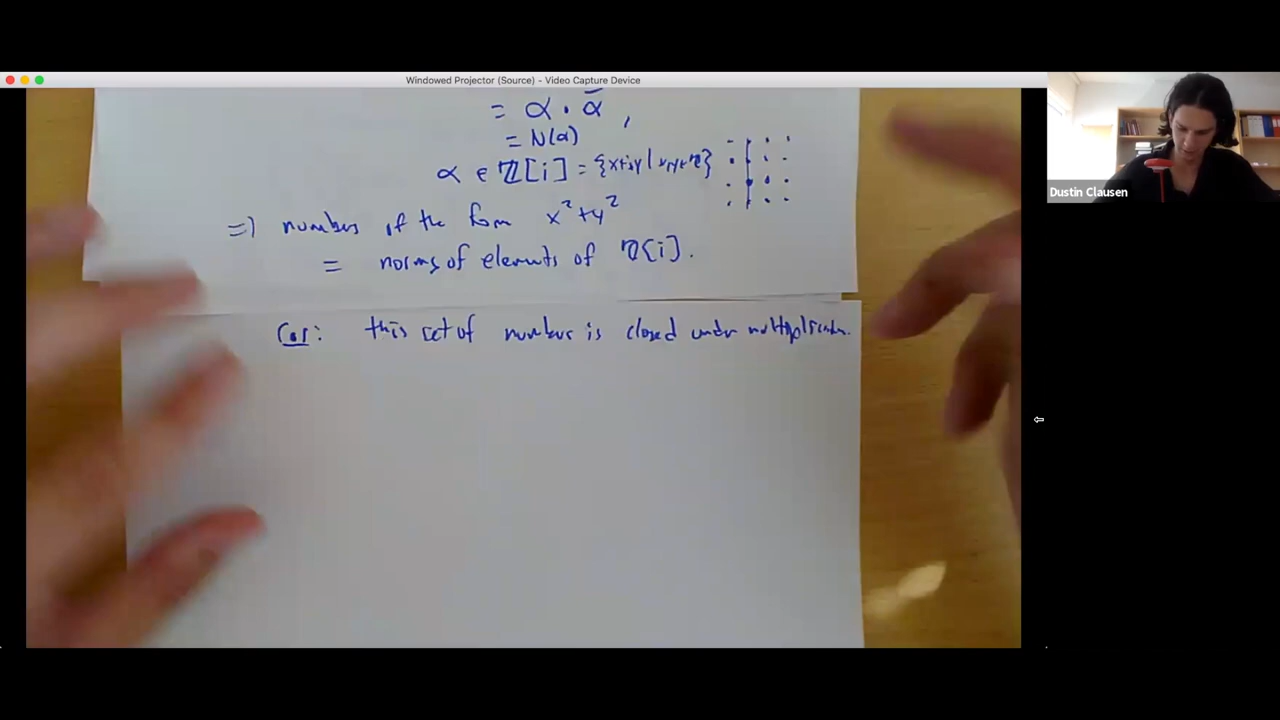 Windowed Projector (Source) - Video Capture Device
= α · ᾱ ,
= N(α)
α ∈ ℤ[i] = {x+iy | x,y∈ℤ}
⇒ numbers of the form x²+y²
= norms of elements of ℤ[i].
Cor: this set of numbers is closed under multiplication.
Dustin Clausen